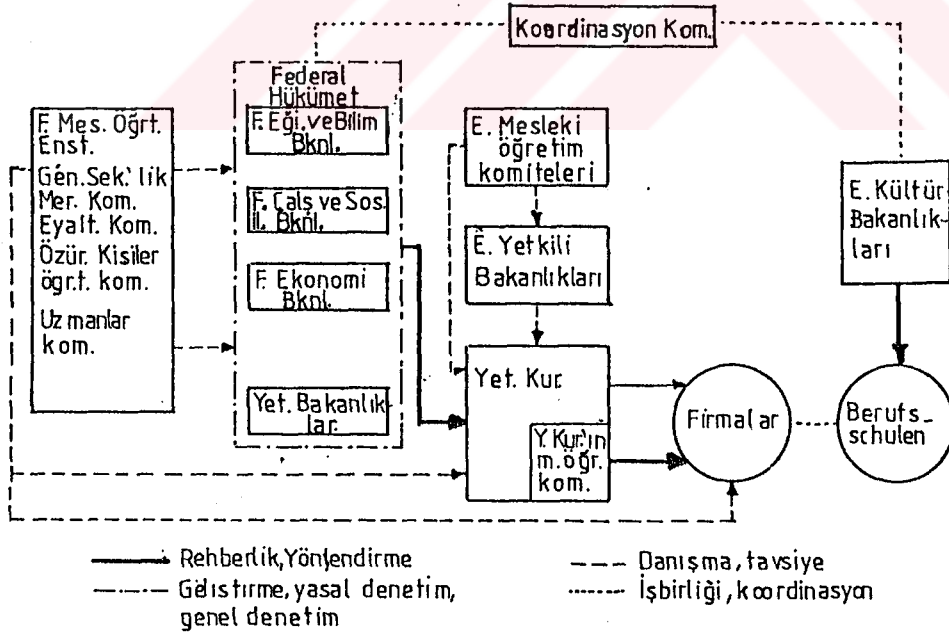 Koordinasyon Kom.
Federal
Hükümet
F. Eği. ve Bilim
Bknl.
F. Çalş ve Sos.
İl. Bknl.
F. Ekonomi
Bknl.
Yet. Bakanlık-
lar.
F. Mes. Öğrt.
Enst.
Gén. Sek.'lik
Mer. Kom.
Eyalt. Kom.
Özür. Kisiler
öğr.t. kom.
Uzmanlar
kom.
E. Mesleki
öğretim
komiteleri
E. Yetkili
Bakanlıkları
Yet. Kur.
Y. Kur.'ın
m. öğr.
kom.
Firmalar
E. Kültür
Bakanlık-
ları
Berufs-
schulen
Rehberlik, Yönlendirme
Geliştirme, yasal denetim,
genel denetim
Danışma, tavsiye
İşbirliği, koordinasyon